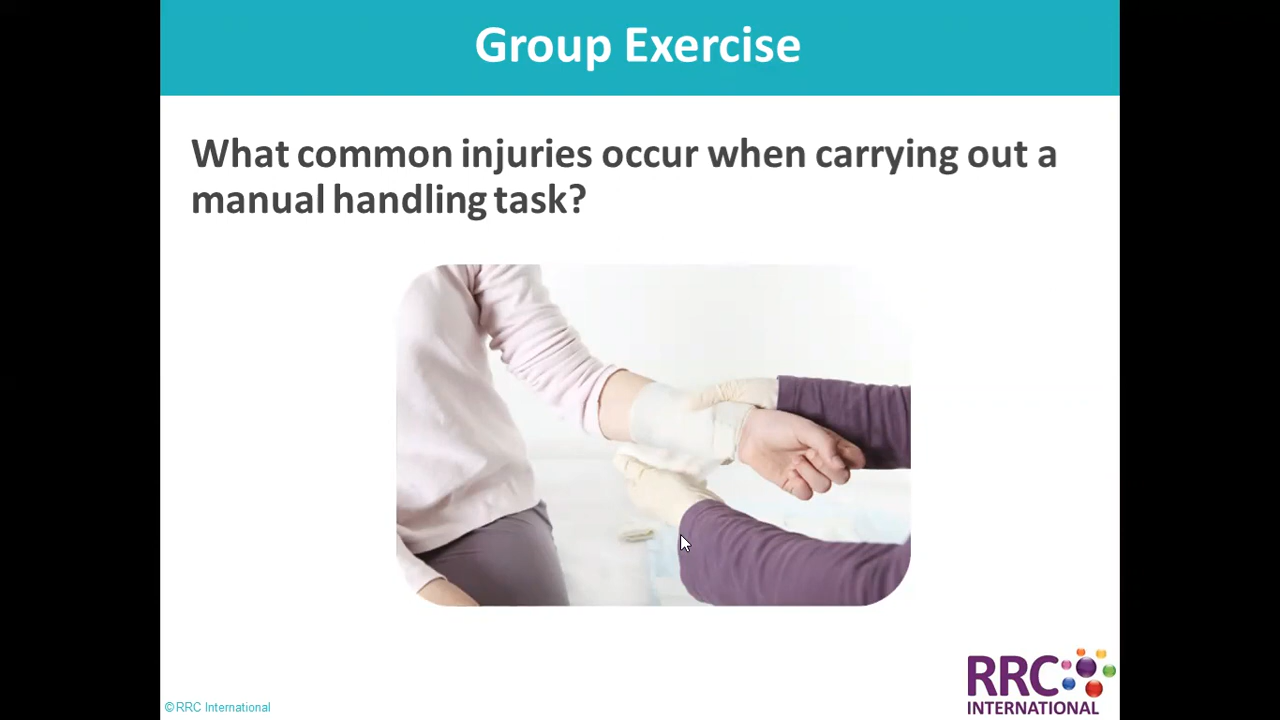 Group Exercise
What common injuries occur when carrying out a
manual handling task?
RRC
INTERNATIONAL
©RRC International